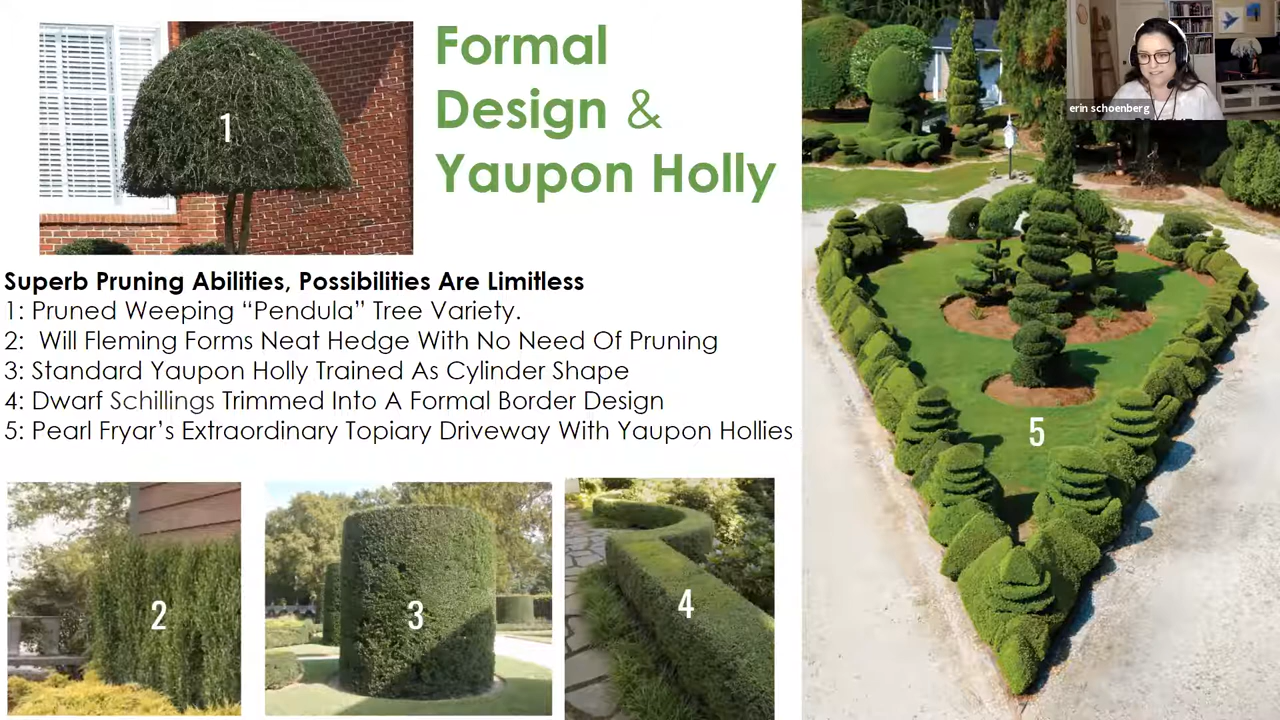 Formal
Design &
Yaupon Holly
erin schoenberg
1
Superb Pruning Abilities, Possibilities Are Limitless
1: Pruned Weeping “Pendula” Tree Variety.
2: Will Fleming Forms Neat Hedge With No Need Of Pruning
3: Standard Yaupon Holly Trained As Cylinder Shape
4: Dwarf Schillings Trimmed Into A Formal Border Design
5: Pearl Fryar’s Extraordinary Topiary Driveway With Yaupon Hollies
2
3
4
5